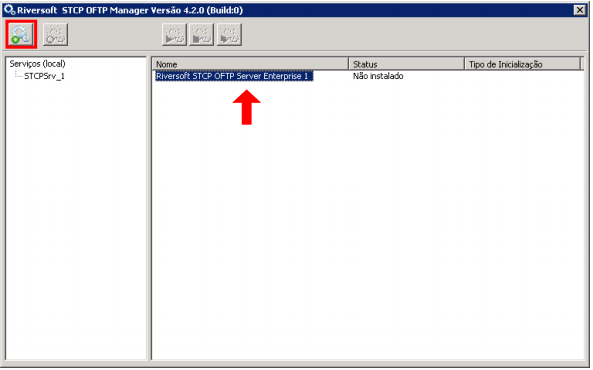 Riversoft STCP OFTP Manager Versão 4.2.0 (Build:0)
Serviços (local)
STCPSrv_1
Nome Status Tipo de Inicialização
Riversoft STCP OFTP Server Enterprise 1 Não instalado